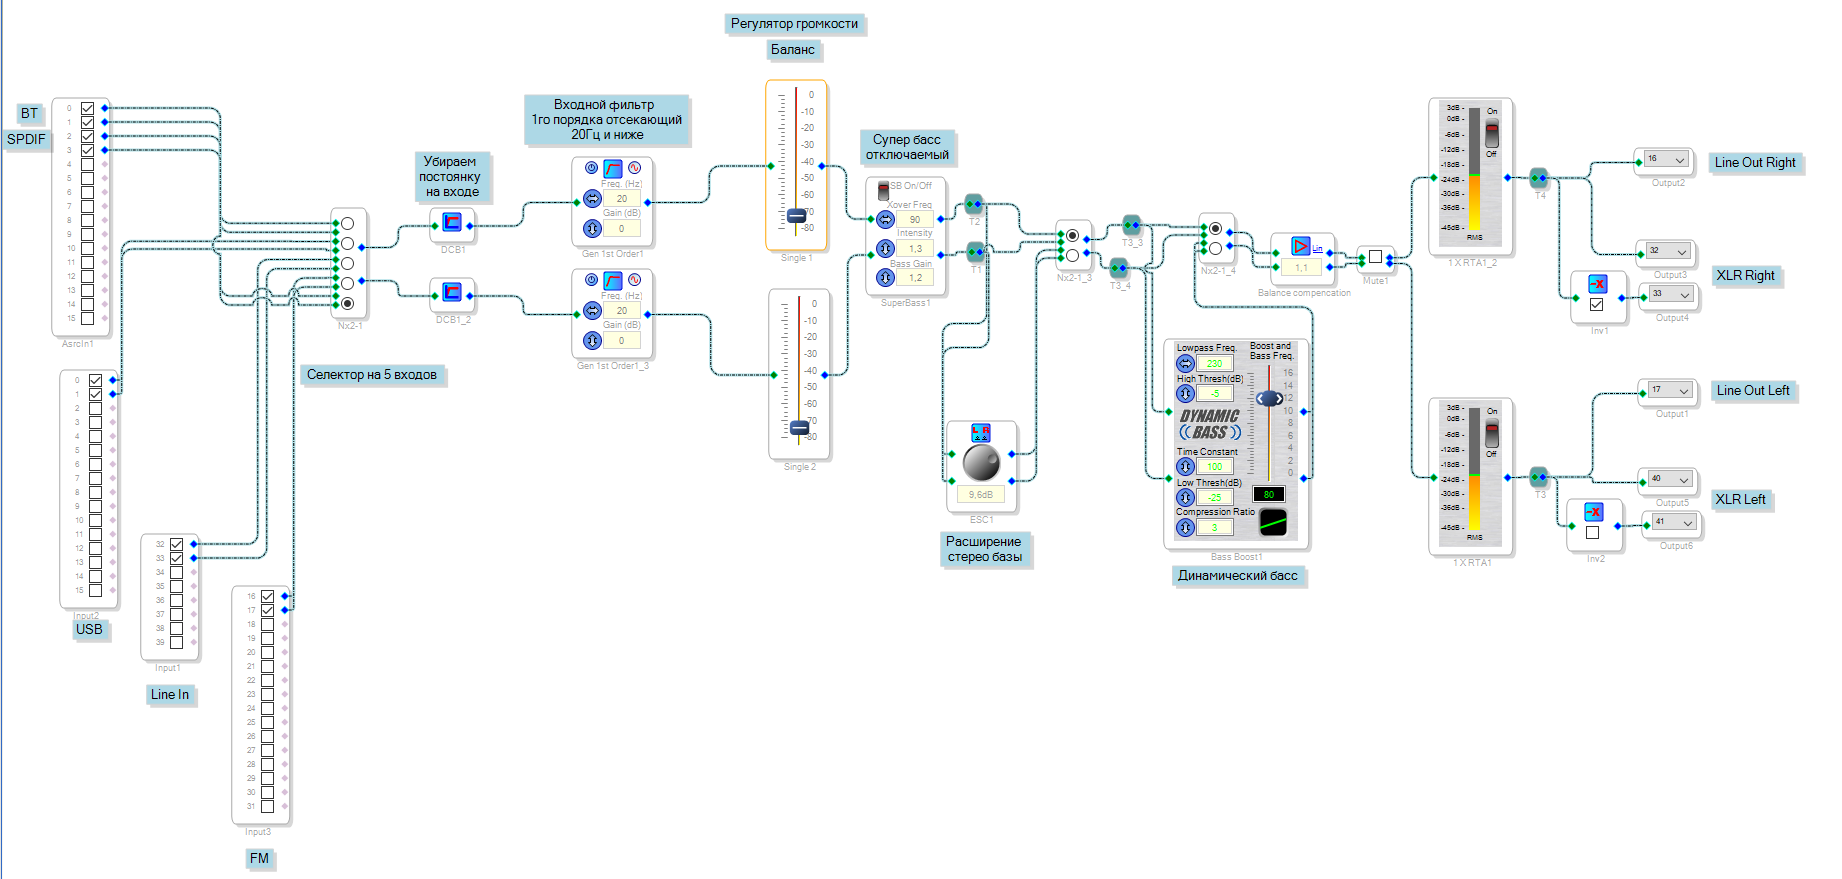 Регулятор громкости
Баланс
BT
SPDIF
0
1
2
3
4
5
6
7
8
9
10
11
12
13
14
15
AsrcIn1
0
1
2
3
4
5
6
7
8
9
10
11
12
13
14
15
Input2
USB
32
33
34
35
36
37
38
39
Input1
Line In
16
17
18
19
20
21
22
23
24
25
26
27
28
29
30
31
Input3
FM
Nx2-1
Селектор на 5 входов
Убираем
постоянку
на входе
DCB1
DCB1_2
Входной фильтр
1го порядка отсекающий
20Гц и ниже
Freq. (Hz)
20
Gain (dB)
0
Gen 1st Order1
Freq. (Hz)
20
Gain (dB)
0
Gen 1st Order1_3
0
-10
-20
-30
-40
-50
-60
-70
-80
Single 1
0
-10
-20
-30
-40
-50
-60
-70
-80
Single 2
Супер басс
отключаемый
SB On/Off
Xover Freq
90
Intensity
1,3
Bass Gain
1,2
SuperBass1
T2
T1
L R
9,6dB
ESC1
Расширение
стерео базы
Nx2-1_3
T3_3
T3_4
Nx2-1_4
Lowpass Freq.
230
High Thresh(dB)
-5
DYNAMIC
BASS
Time Constant
100
Low Thresh(dB)
-25
Compression Ratio
3
Boost and
Bass Freq.
16
14
12
10
8
6
4
2
0
80
Bass Boost1
Динамический басс
Lin
1,1
Balance compencation
Mute1
3dB -
0dB -
-6dB -
-12dB -
-18dB -
-24dB -
-30dB -
-36dB -
-45dB -
RMS
On
Off
1 X RTA1_2
3dB -
0dB -
-6dB -
-12dB -
-18dB -
-24dB -
-30dB -
-36dB -
-45dB -
RMS
On
Off
1 X RTA1
T4
16
Output2
Line Out Right
32
Output3
XLR Right
-X
Inv1
33
Output4
T3
17
Output1
Line Out Left
40
Output5
XLR Left
-X
Inv2
41
Output6